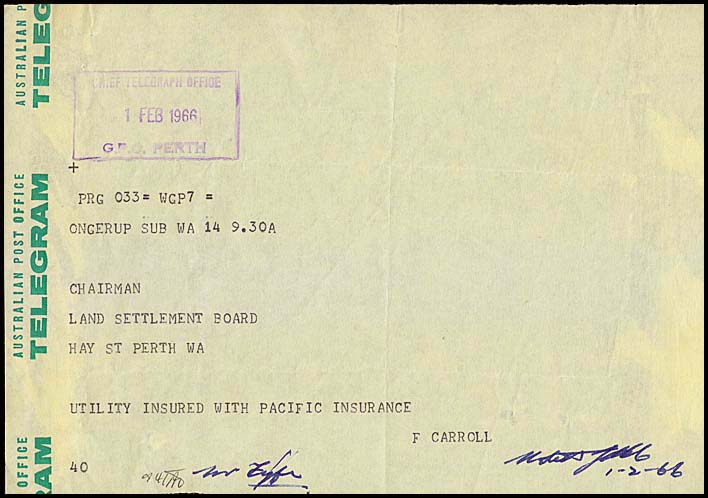 AUSTRALIAN POST OFFICE
TELEGRAM
CHIEF TELEGRAPH OFFICE
1 FEB 1966
G.P.O. PERTH
+
PRG 033= WGP7 =
ONGERUP SUB WA 14 9.30A
CHAIRMAN
LAND SETTLEMENT BOARD
HAY ST PERTH WA
UTILITY INSURED WITH PACIFIC INSURANCE
F CARROLL
40
1-2-66